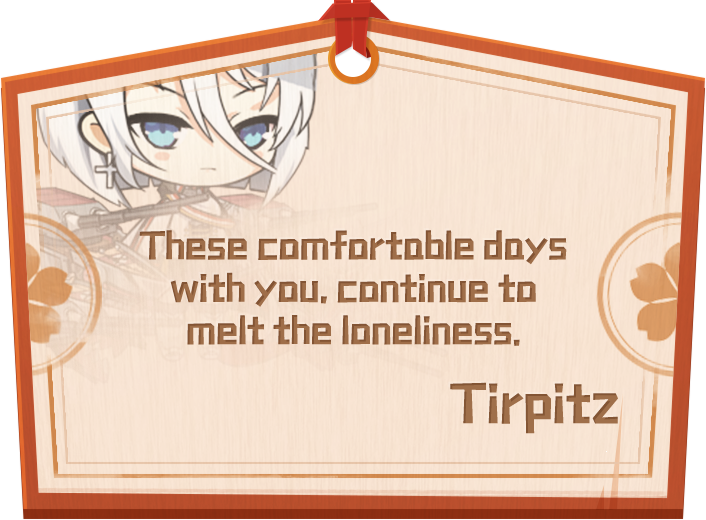 These comfortable days
with you, continue to
melt the loneliness.
Tirpitz